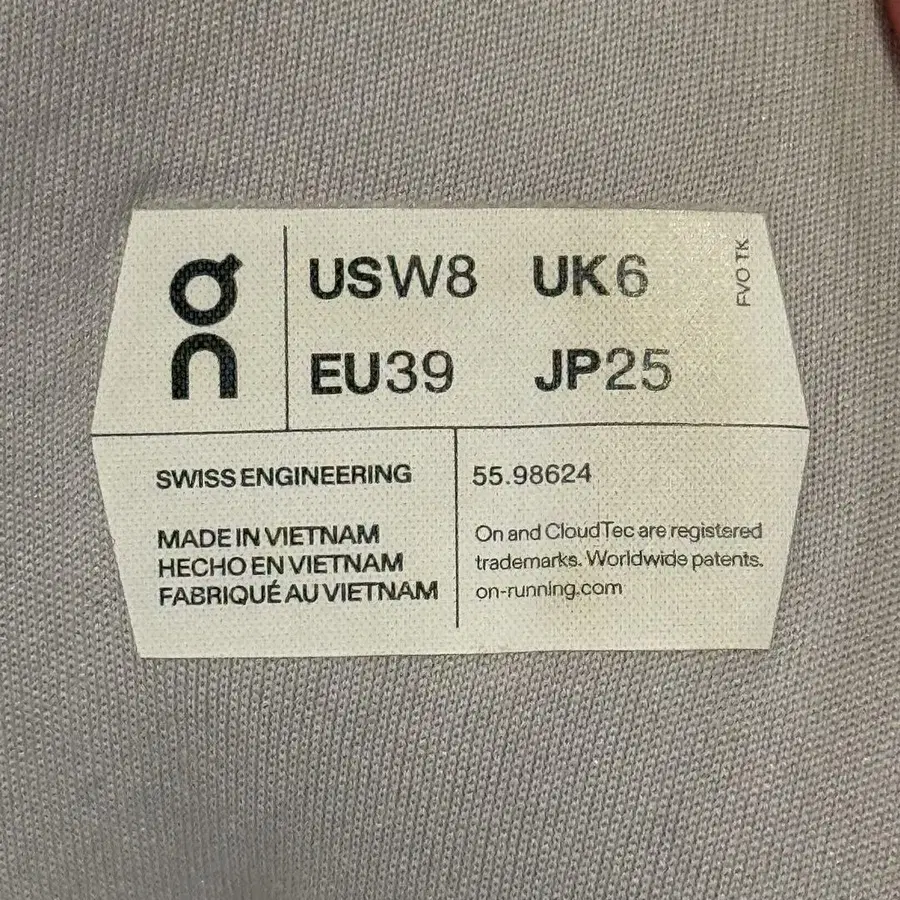 On
USW8 UK6
EU39 JP25
FVO TK
SWISS ENGINEERING
MADE IN VIETNAM
HECHO EN VIETNAM
FABRIQUÉ AU VIETNAM
55.98624
On and CloudTec are registered
trademarks. Worldwide patents.
on-running.com